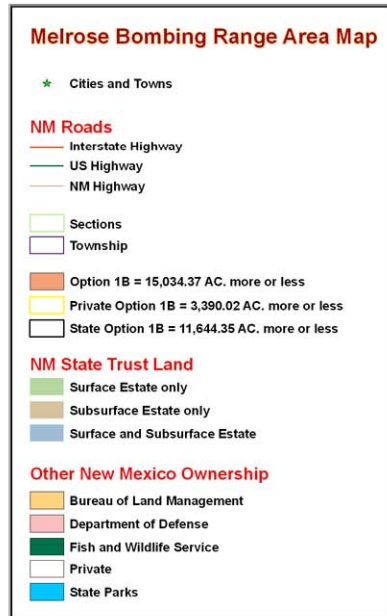 Melrose Bombing Range Area Map
Cities and Towns
NM Roads
Interstate Highway
US Highway
NM Highway
Sections
Township
Option 1B = 15,034.37 AC. more or less
Private Option 1B = 3,390.02 AC. more or less
State Option 1B = 11,644.35 AC. more or less
NM State Trust Land
Surface Estate only
Subsurface Estate only
Surface and Subsurface Estate
Other New Mexico Ownership
Bureau of Land Management
Department of Defense
Fish and Wildlife Service
Private
State Parks